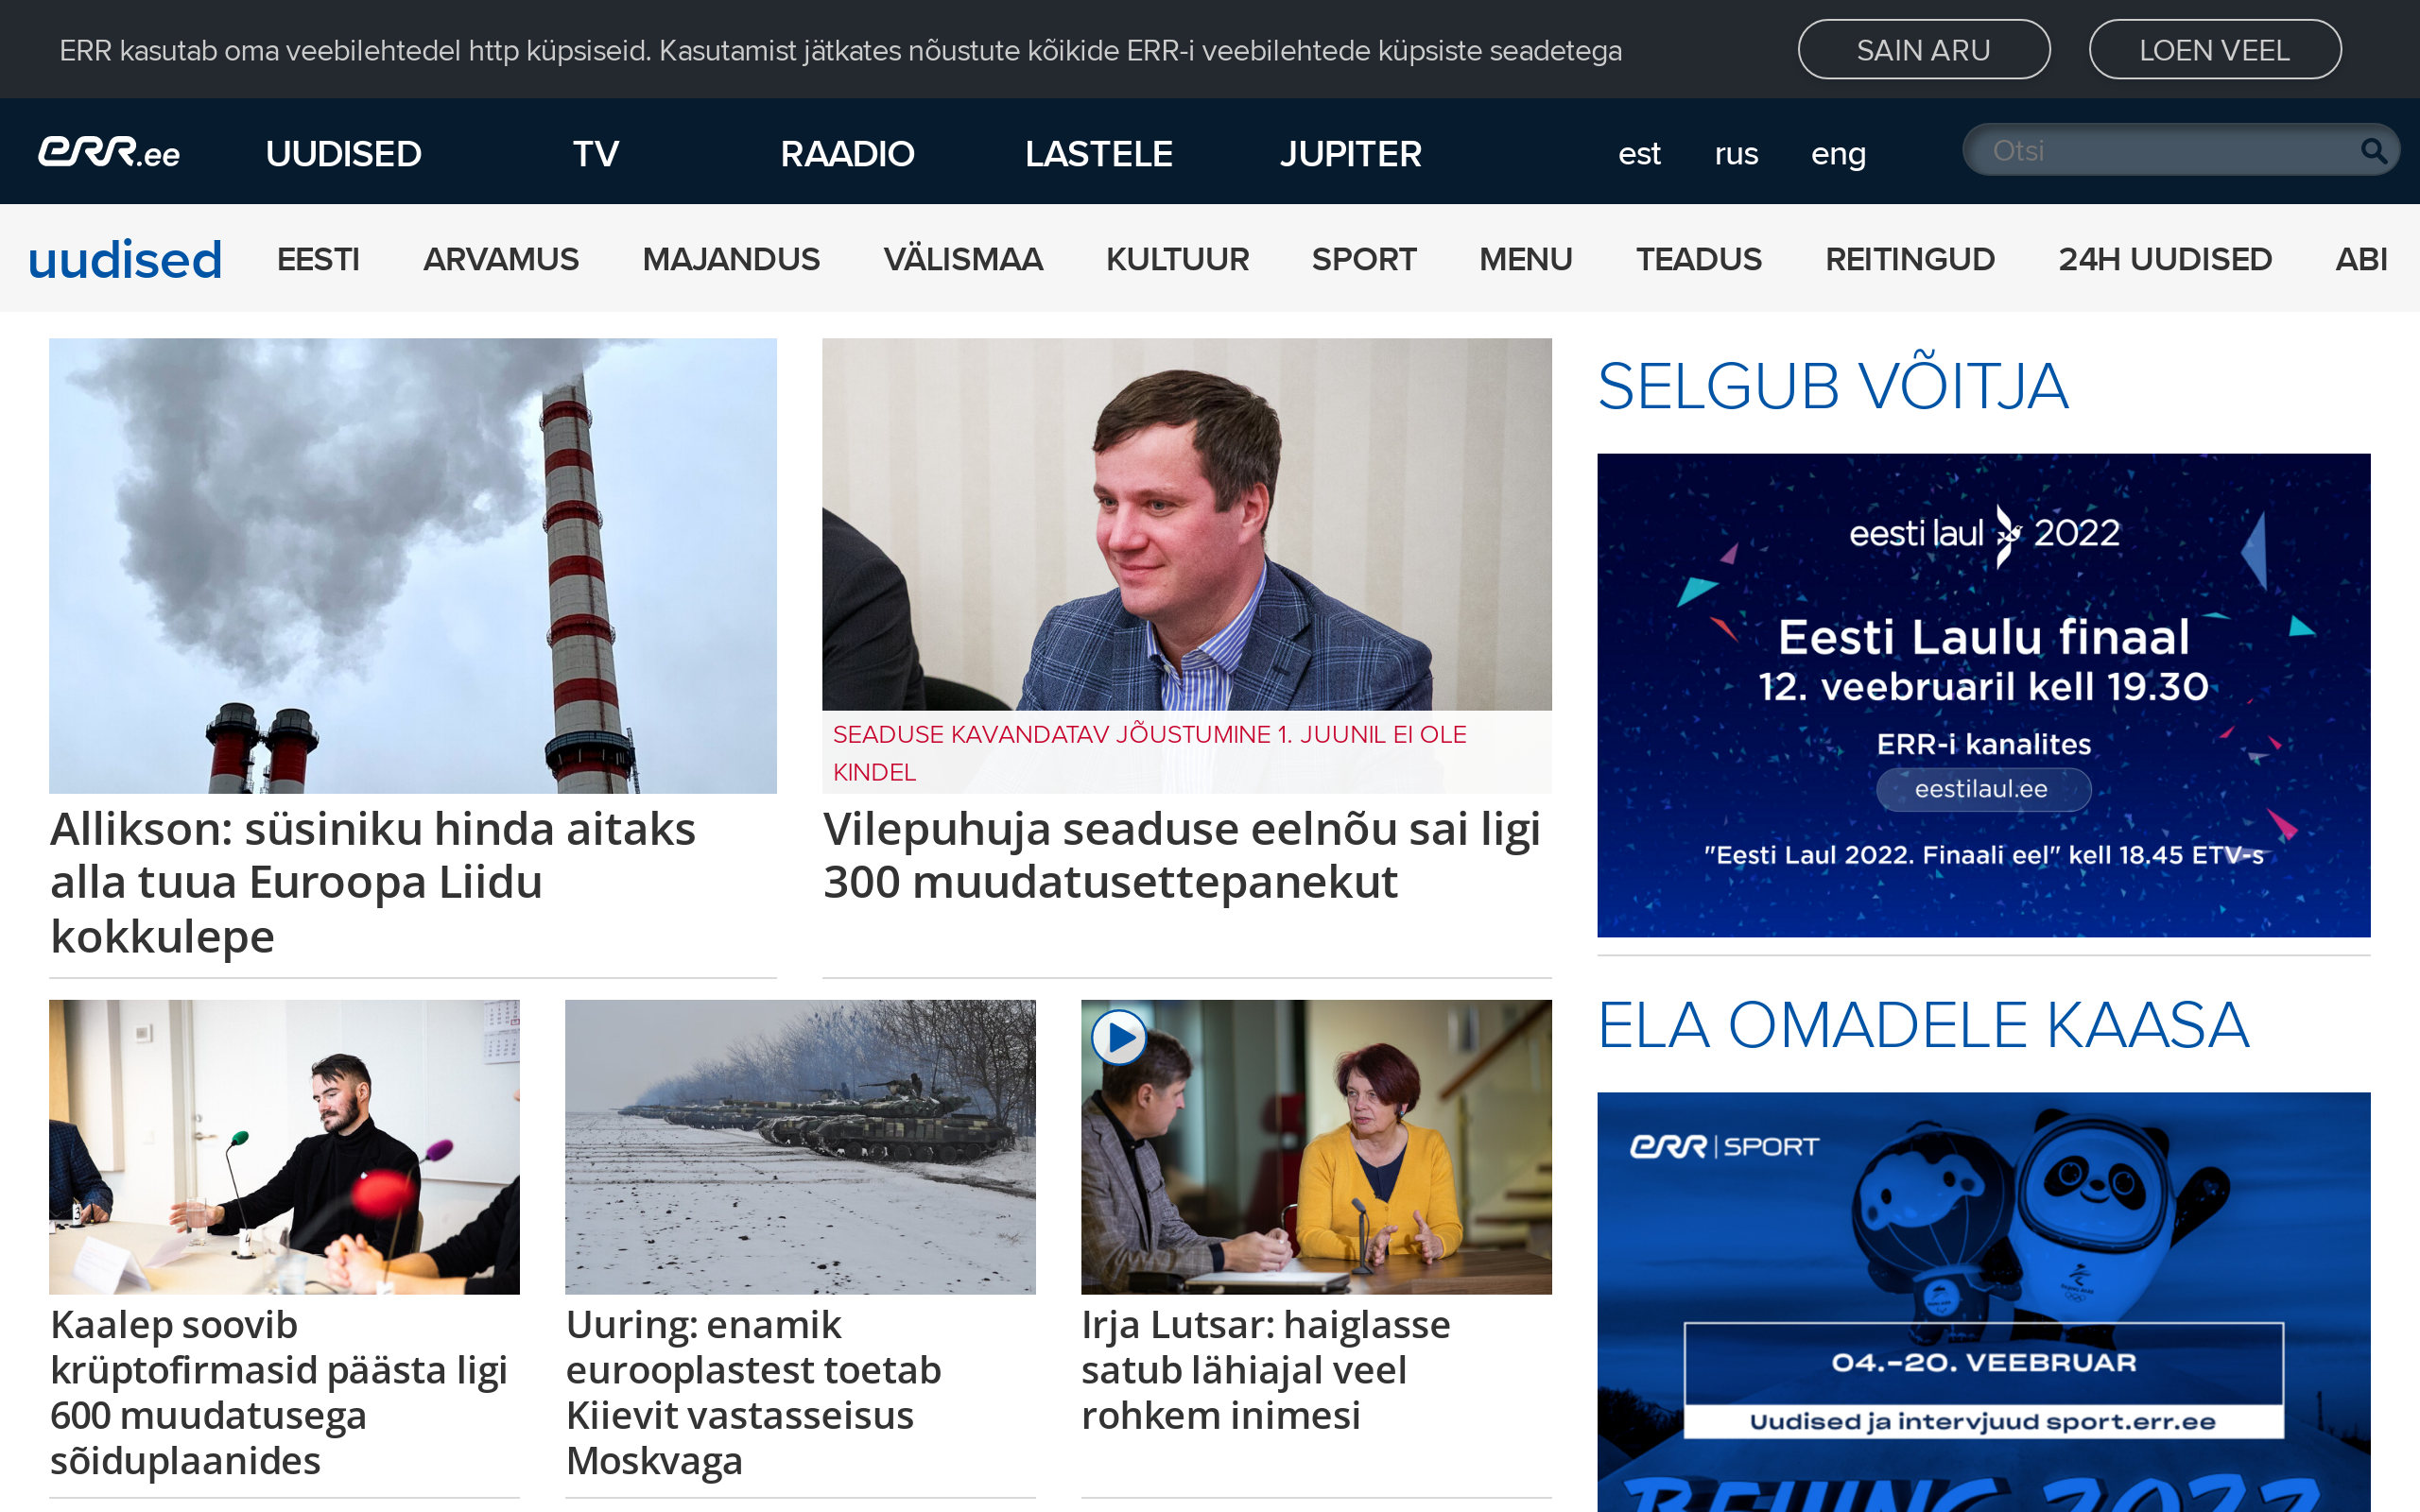 ERR kasutab oma veebilehtedel http küpsiseid. Kasutamist jätkates nõustute kõikide ERR-i veebilehtede küpsiste seadetega
SAIN ARU
LOEN VEEL
err.ee
UUDISED
TV
RAADIO
LASTELE
JUPITER
est
rus
eng
Otsi
uudised
EESTI
ARVAMUS
MAJANDUS
VÄLISMAA
KULTUUR
SPORT
MENU
TEADUS
REITINGUD
24H UUDISED
ABI
Allikson: süsiniku hinda aitaks
alla tuua Euroopa Liidu
kokkulepe
SEADUSE KAVANDATAV JÕUSTUMINE 1. JUUNIL EI OLE
KINDEL
Vilepuhuja seaduse eelnõu sai ligi
300 muudatusettepanekut
SELGUB VÕITJA
eesti laul 2022
Eesti Laulu finaal
12. veebruaril kell 19.30
ERR-i kanalites
eestilaul.ee
"Eesti Laul 2022. Finaali eel" kell 18.45 ETV-s
Kaalep soovib
krüptofirmasid päästa ligi
600 muudatusega
sõiduplaanides
Uuring: enamik
eurooplastest toetab
Kiievit vastasseisus
Moskvaga
Irja Lutsar: haiglasse
satub lähiajal veel
rohkem inimesi
ELA OMADELE KAASA
err | SPORT
04.–20. VEEBRUAR
Uudised ja intervjuud sport.err.ee
BEIJING 2022